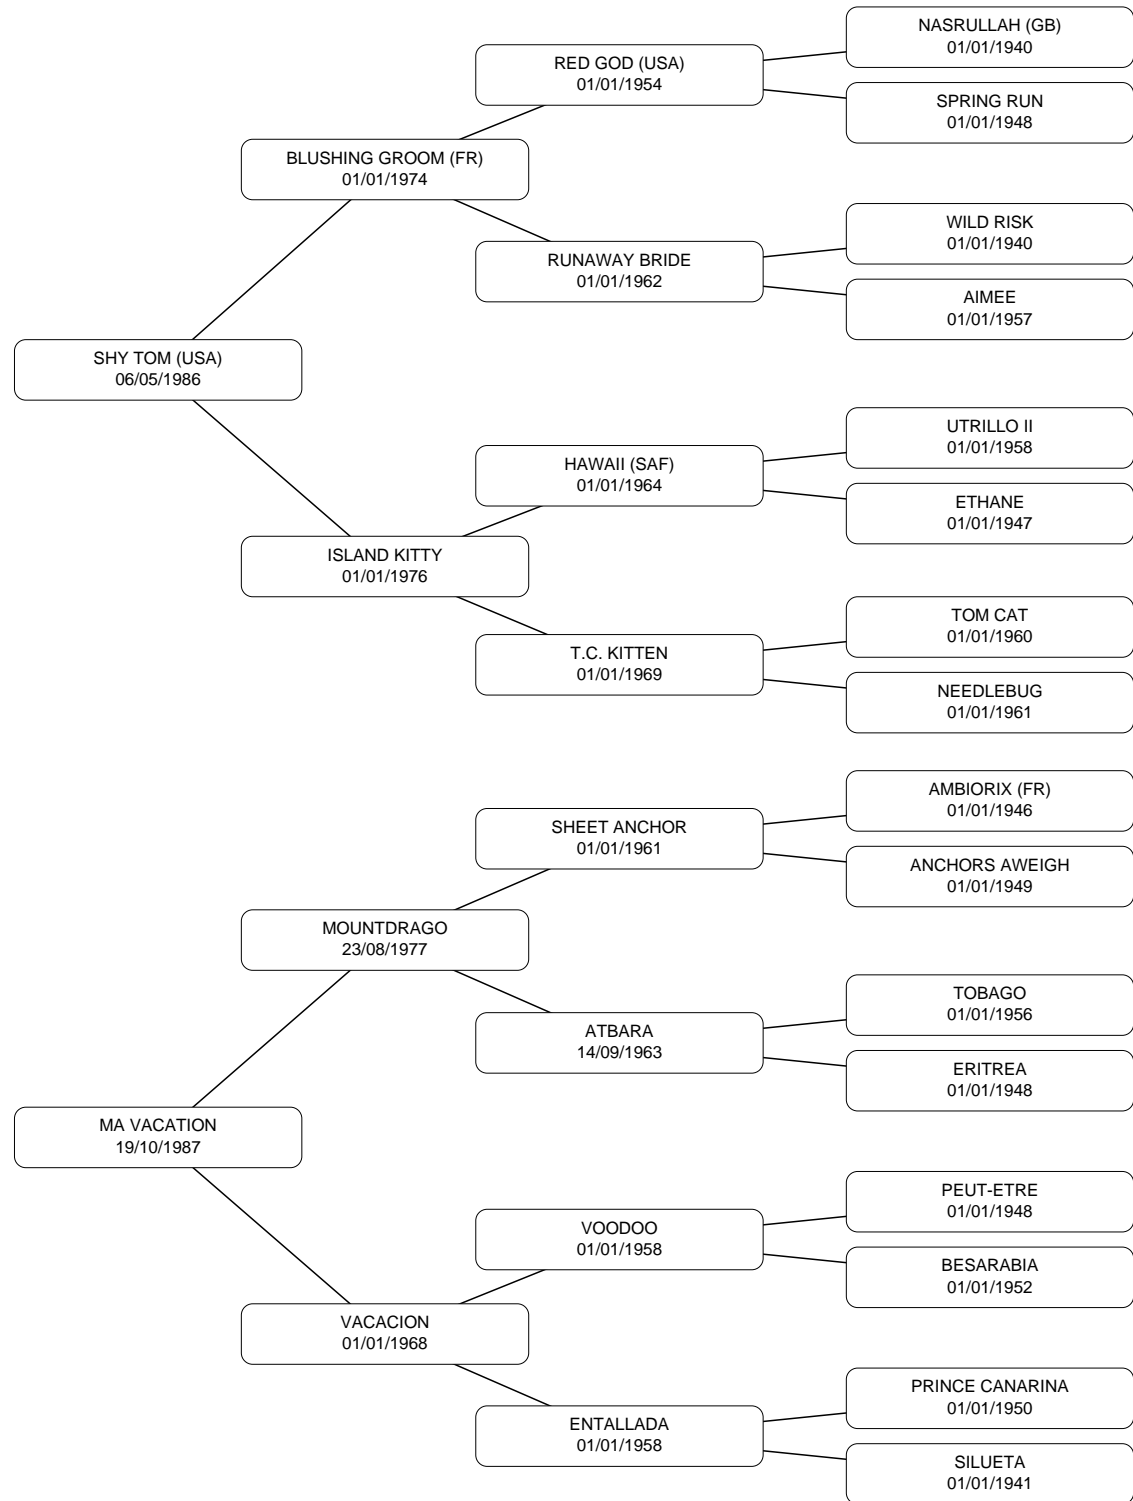 NASRULLAH (GB)
01/01/1940
RED GOD (USA)
01/01/1954
SPRING RUN
01/01/1948
BLUSHING GROOM (FR)
01/01/1974
WILD RISK
01/01/1940
RUNAWAY BRIDE
01/01/1962
AIMEE
01/01/1957
SHY TOM (USA)
06/05/1986
UTRILLO II
01/01/1958
HAWAII (SAF)
01/01/1964
ETHANE
01/01/1947
ISLAND KITTY
01/01/1976
TOM CAT
01/01/1960
T.C. KITTEN
01/01/1969
NEEDLEBUG
01/01/1961
AMBIORIX (FR)
01/01/1946
SHEET ANCHOR
01/01/1961
ANCHORS AWEIGH
01/01/1949
MOUNTDRAGO
23/08/1977
TOBAGO
01/01/1956
ATBARA
14/09/1963
ERITREA
01/01/1948
MA VACATION
19/10/1987
PEUT-ETRE
01/01/1948
VOODOO
01/01/1958
BESARABIA
01/01/1952
VACACION
01/01/1968
PRINCE CANARINA
01/01/1950
ENTALLADA
01/01/1958
SILUETA
01/01/1941